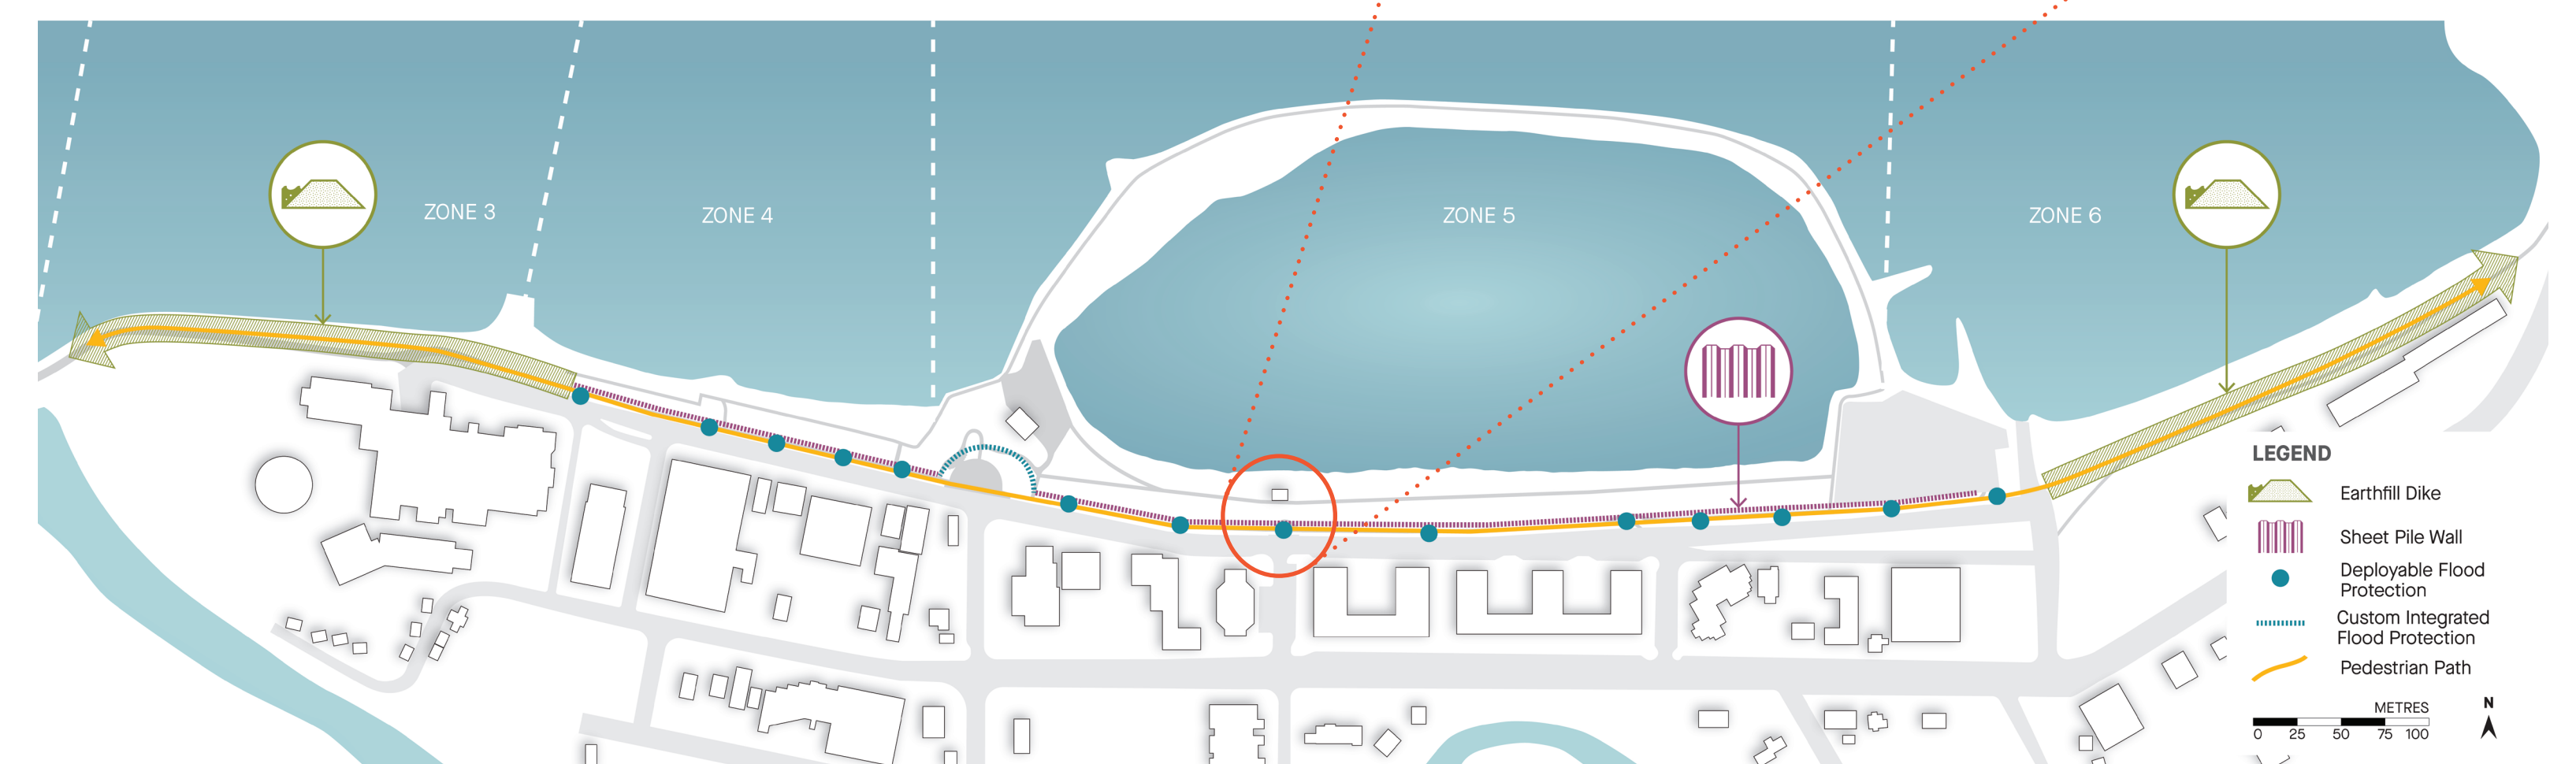 ZONE 3
ZONE 4
ZONE 5
ZONE 6
LEGEND
Earthfill Dike
Sheet Pile Wall
Deployable Flood
Protection
Custom Integrated
Flood Protection
Pedestrian Path
METRES
N
0 25 50 75 100